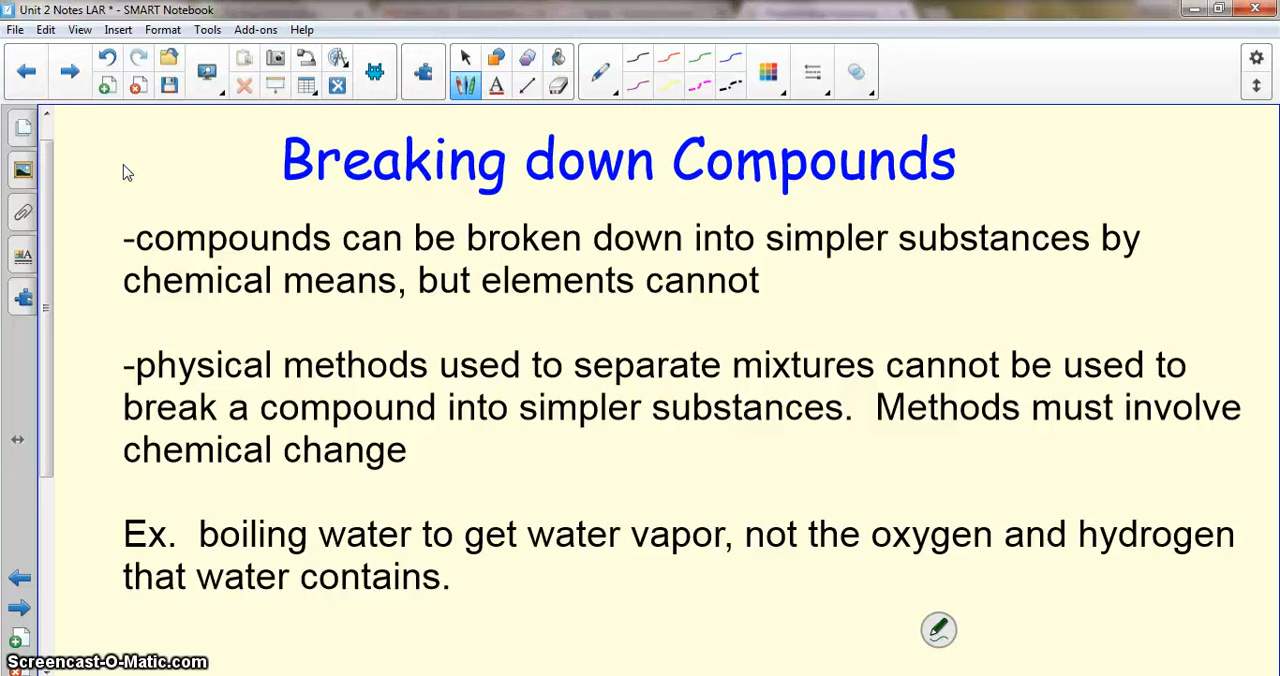 Unit 2 Notes LAR * - SMART Notebook
File Edit View Insert Format Tools Add-ons Help
Breaking down Compounds
-compounds can be broken down into simpler substances by
chemical means, but elements cannot
-physical methods used to separate mixtures cannot be used to
break a compound into simpler substances.  Methods must involve
chemical change
Ex.  boiling water to get water vapor, not the oxygen and hydrogen
that water contains.
Screencast-O-Matic.com